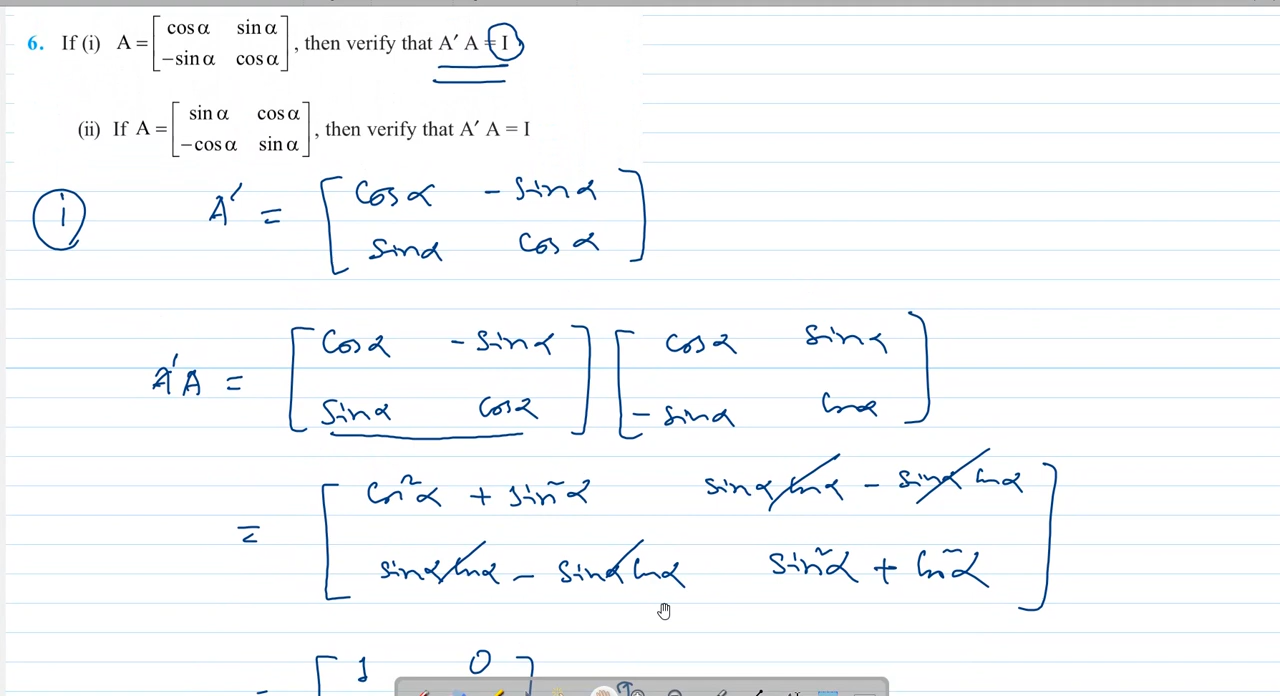 6. If (i) A = [cos α sin α
−sin α cos α], then verify that A′ A = I
(ii) If A = [sin α cos α
−cos α sin α], then verify that A′ A = I
(i) A′ = [cos α − sin α
sin α cos α]
A′A = [cos α − sin α] [cos α sin α
sin α cos α] − sin α cos α]
= [cos²α + sin²α sin α cos α − sin α cos α
sin α cos α − sin α cos α sin²α + cos²α]
= [1 0]